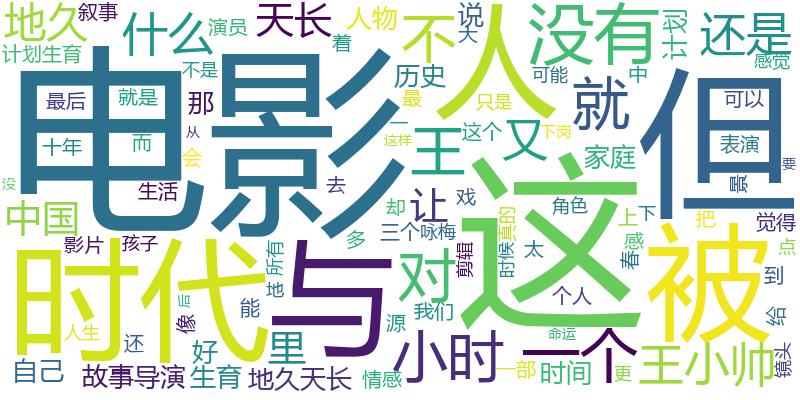 地久
叙事
什么
演员
天长
人物
不
说
大
没有
计划
还是
计划生育
不是
着
历史
可能
中
感觉
电影
人
但
最后
就是
那
最
只是
就
可以
十年
而
从
会
一
这样
王
这个
又
下岗
家庭
表演
没
生活
去
让
却
戏
这
角色
景
要
中国
影片
孩子
多
三个
咏梅
真的
上
下
把
觉得
时代
与
所有
对
剪辑
时候
太
感
春
被
点
地
能
我们
源
个人
到
后
像
人生
还
好
里
小时
一个
命运
给
自己
故事
导演
生育
地久天长
情感
一部
时间
更
王小帅
镜头